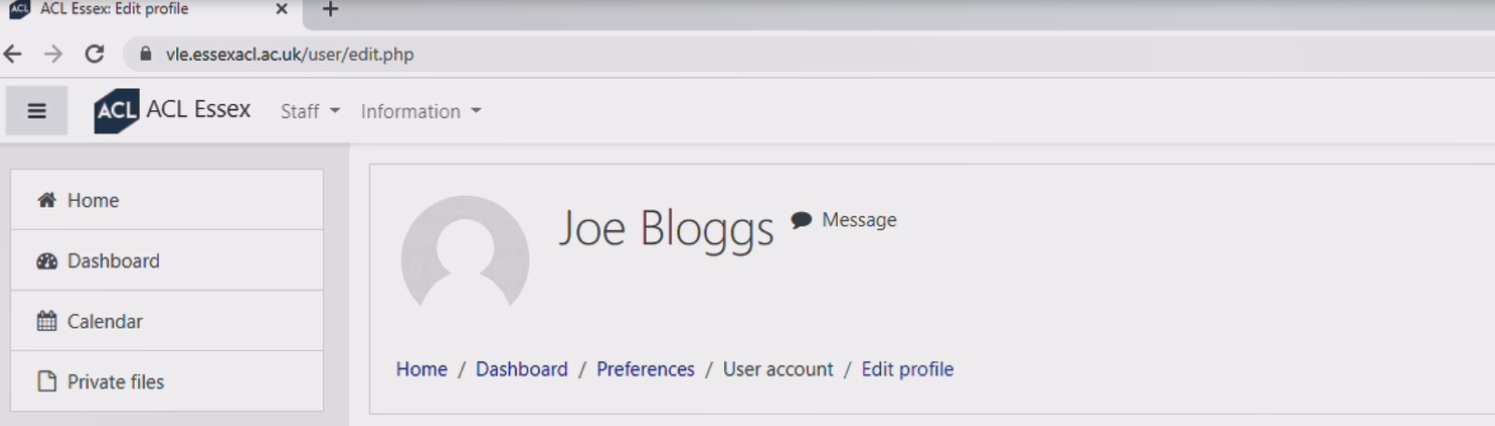 ACL Essex: Edit profile
vle.essexacl.ac.uk/user/edit.php
ACL ACL Essex Staff Information
Home
Dashboard
Calendar
Private files
Joe Bloggs Message
Home / Dashboard / Preferences / User account / Edit profile